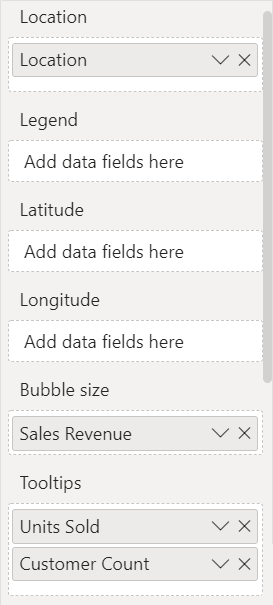 Location
Location
Legend
Add data fields here
Latitude
Add data fields here
Longitude
Add data fields here
Bubble size
Sales Revenue
Tooltips
Units Sold
Customer Count